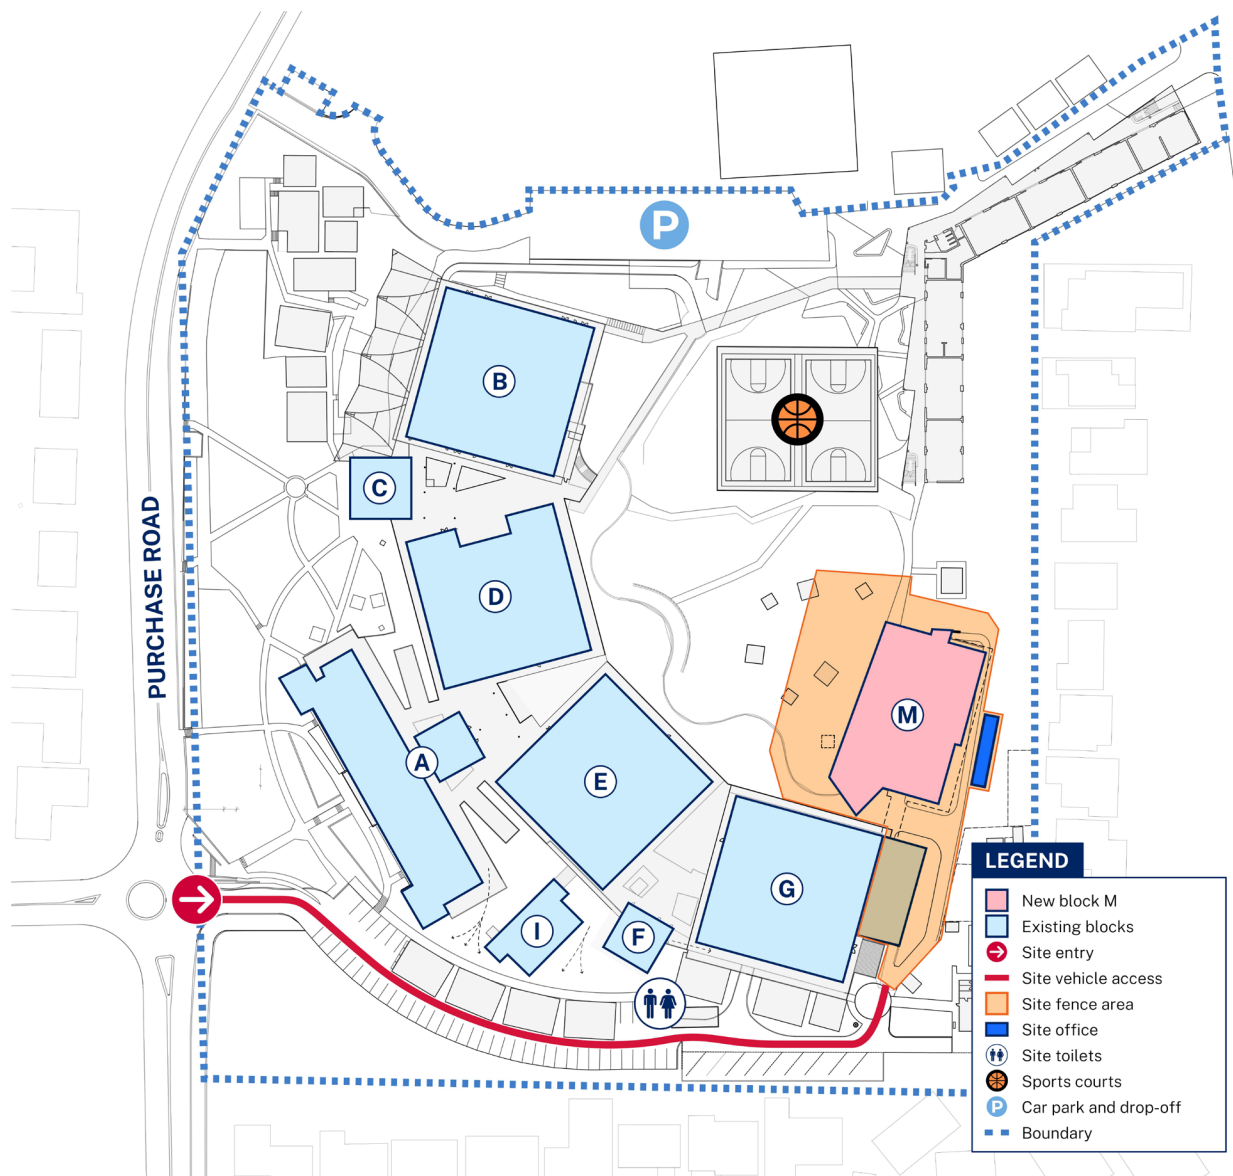 P
B
C
PURCHASE ROAD
D
M
A
E
G
I
F
LEGEND
New block M
Existing blocks
Site entry
Site vehicle access
Site fence area
Site office
Site toilets
Sports courts
P Car park and drop-off
Boundary